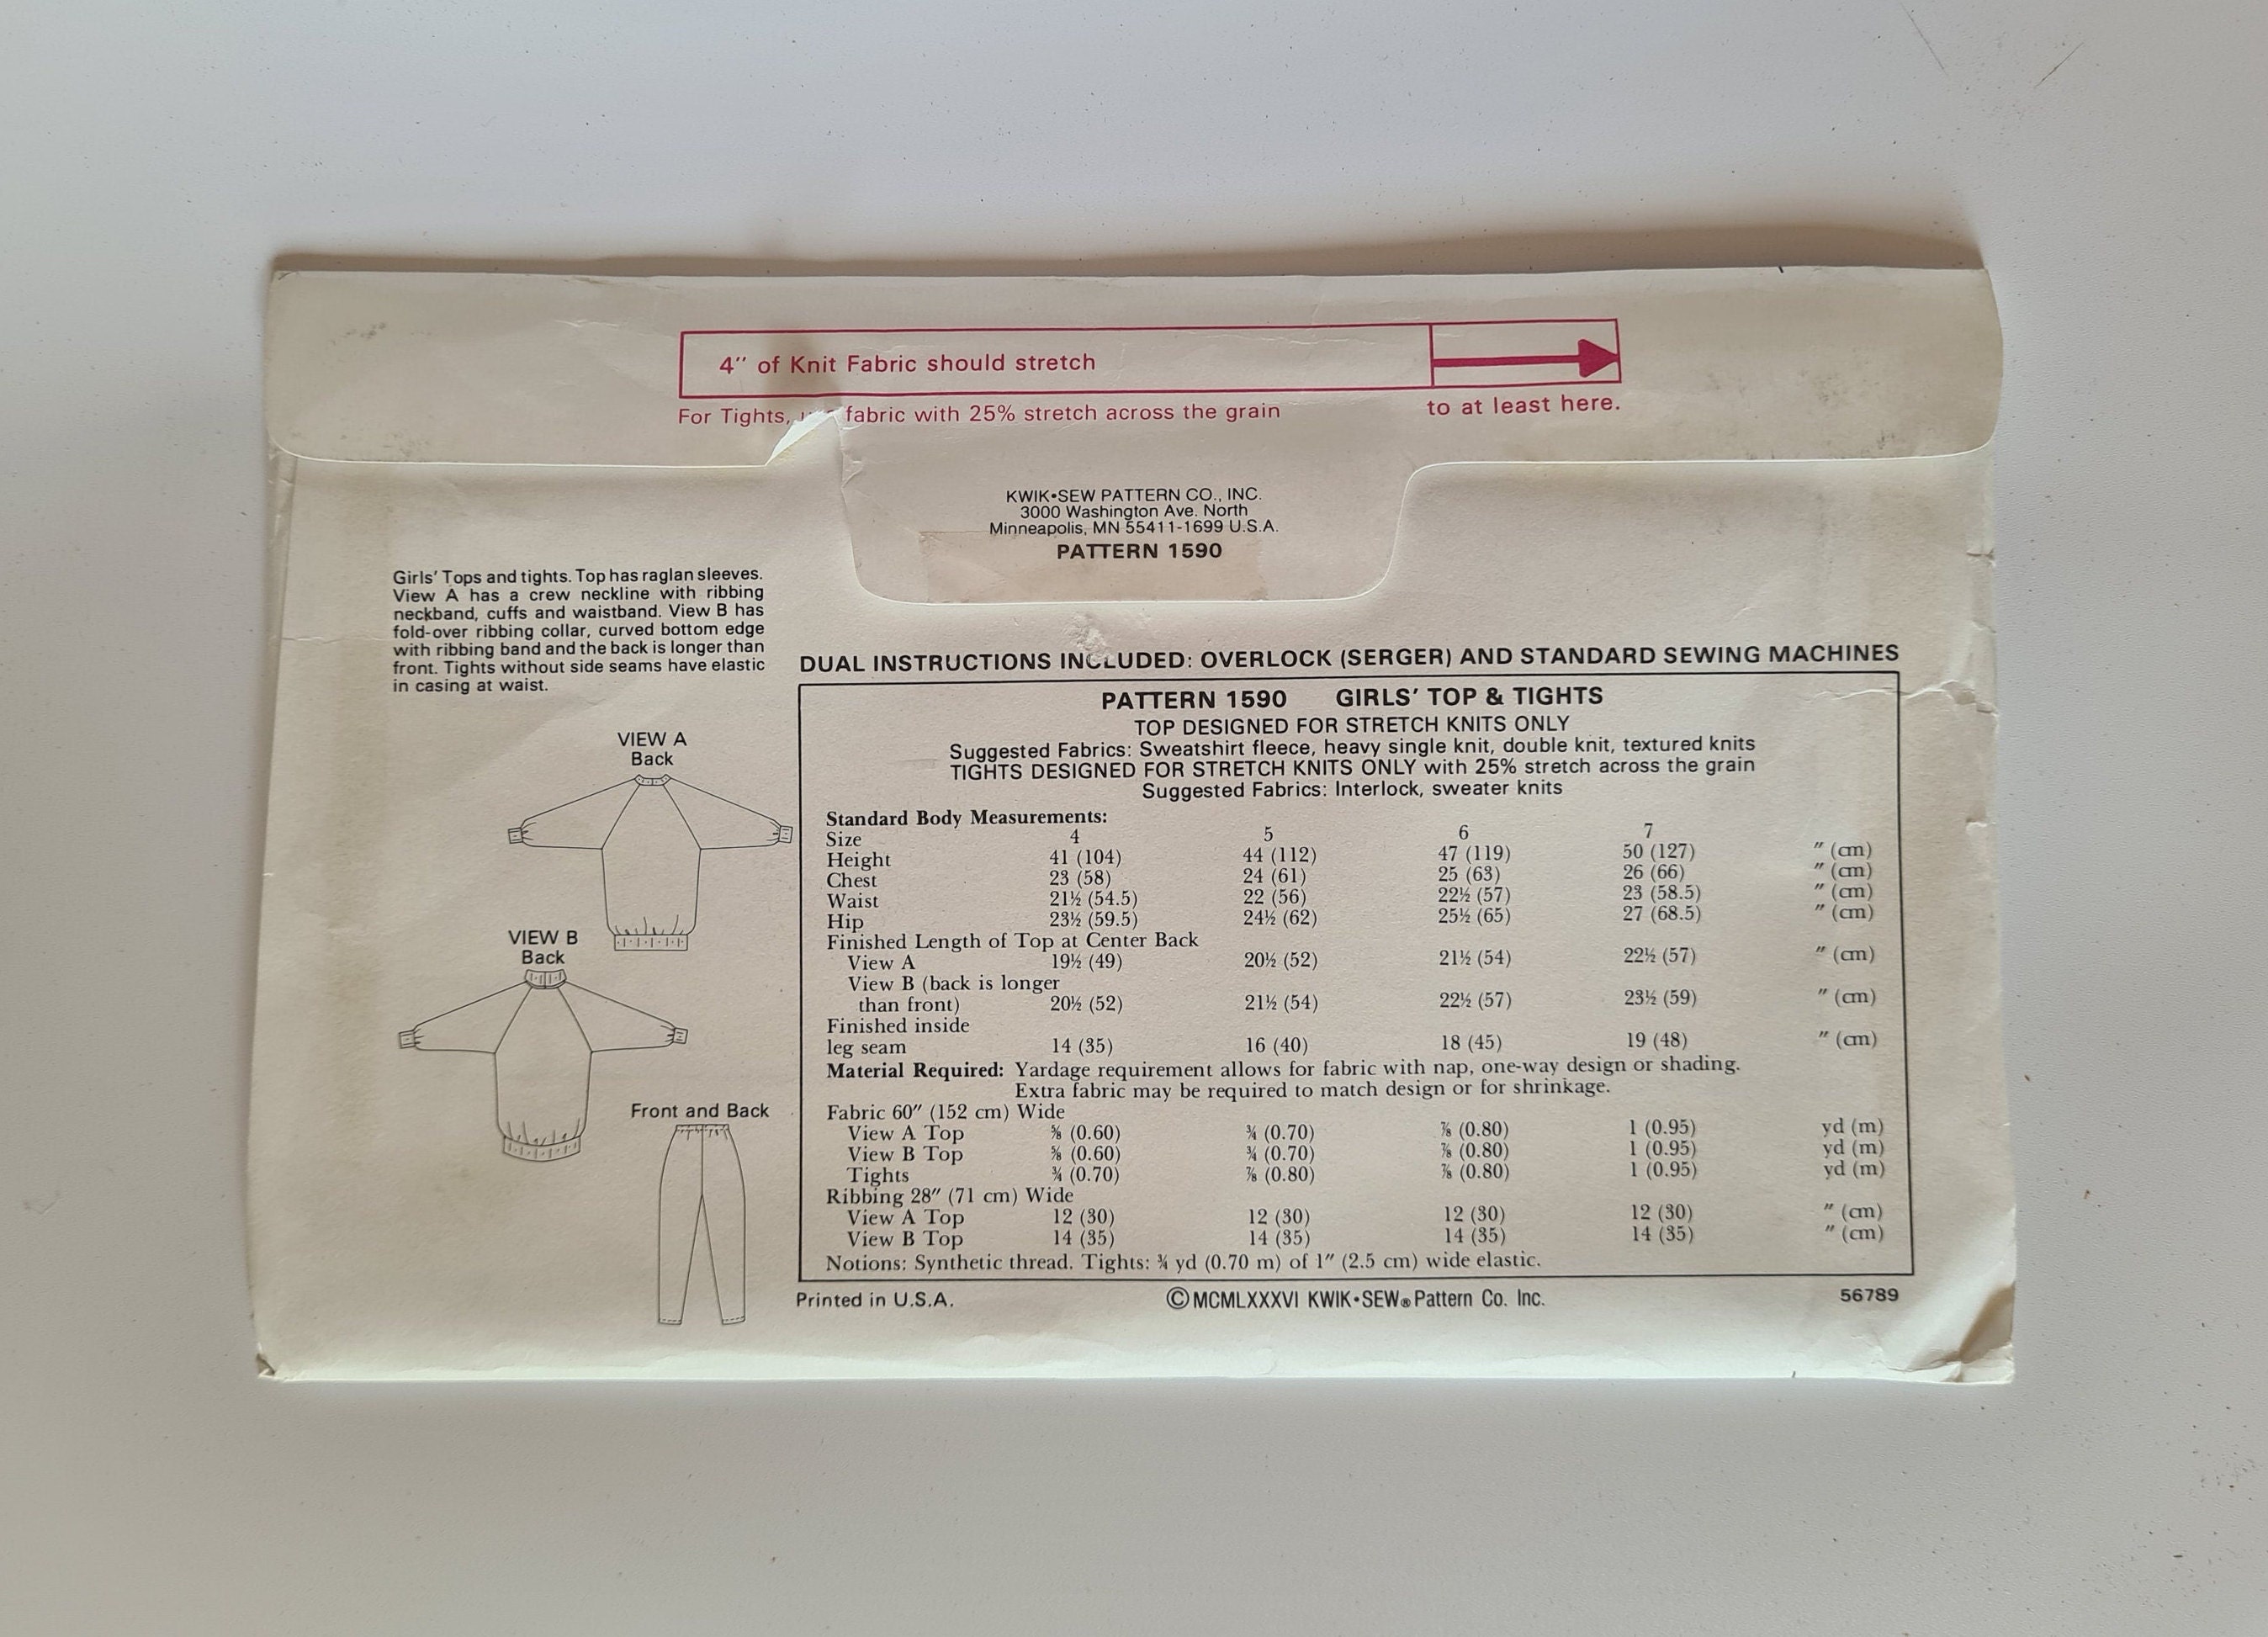 4″ of Knit Fabric should stretch
For Tights, fabric with 25% stretch across the grain
to at least here.
KWIK•SEW PATTERN CO., INC.
3000 Washington Ave. North
Minneapolis, MN 55411-1699 U.S.A.
PATTERN 1590
Girls' Tops and tights. Top has raglan sleeves.
View A has a crew neckline with ribbing
neckband, cuffs and waistband. View B has
fold-over ribbing collar, curved bottom edge
with ribbing band and the back is longer than
front. Tights without side seams have elastic
in casing at waist.
VIEW A
Back
VIEW B
Back
Front and Back
DUAL INSTRUCTIONS INCLUDED: OVERLOCK (SERGER) AND STANDARD SEWING MACHINES
PATTERN 1590 GIRLS' TOP & TIGHTS
TOP DESIGNED FOR STRETCH KNITS ONLY
Suggested Fabrics: Sweatshirt fleece, heavy single knit, double knit, textured knits
TIGHTS DESIGNED FOR STRETCH KNITS ONLY with 25% stretch across the grain
Suggested Fabrics: Interlock, sweater knits
Standard Body Measurements:
Size 4 5 6 7
Height 41 (104) 44 (112) 47 (119) 50 (127) ″ (cm)
Chest 23 (58) 24 (61) 25 (63) 26 (66) ″ (cm)
Waist 21½ (54.5) 22 (56) 22½ (57) 23 (58.5) ″ (cm)
Hip 23½ (59.5) 24½ (62) 25½ (65) 27 (68.5) ″ (cm)
Finished Length of Top at Center Back
View A 19½ (49) 20½ (52) 21½ (54) 22½ (57) ″ (cm)
View B (back is longer
than front) 20½ (52) 21½ (54) 22½ (57) 23½ (59) ″ (cm)
Finished inside
leg seam 14 (35) 16 (40) 18 (45) 19 (48) ″ (cm)
Material Required: Yardage requirement allows for fabric with nap, one-way design or shading.
Extra fabric may be required to match design or for shrinkage.
Fabric 60″ (152 cm) Wide
View A Top ⅝ (0.60) ¾ (0.70) ⅞ (0.80) 1 (0.95) yd (m)
View B Top ⅝ (0.60) ¾ (0.70) ⅞ (0.80) 1 (0.95) yd (m)
Tights ¾ (0.70) ⅞ (0.80) ⅞ (0.80) 1 (0.95) yd (m)
Ribbing 28″ (71 cm) Wide
View A Top 12 (30) 12 (30) 12 (30) 12 (30) ″ (cm)
View B Top 14 (35) 14 (35) 14 (35) 14 (35) ″ (cm)
Notions: Synthetic thread. Tights: ¾ yd (0.70 m) of 1″ (2.5 cm) wide elastic.
Printed in U.S.A. ©MCMLXXXVI KWIK•SEW® Pattern Co. Inc. 56789